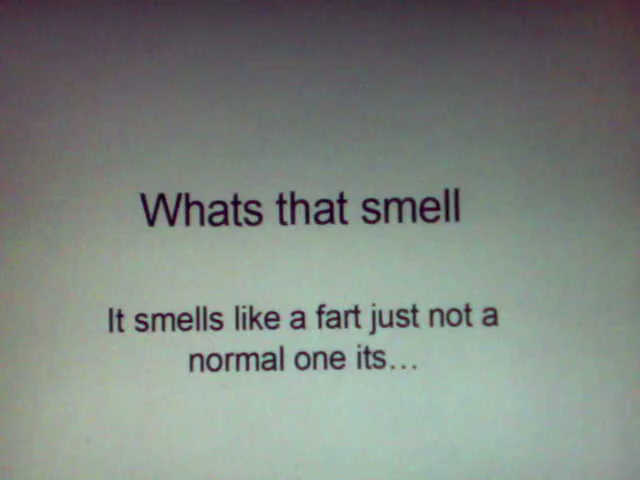 Whats that smell
It smells like a fart just not a
normal one its…